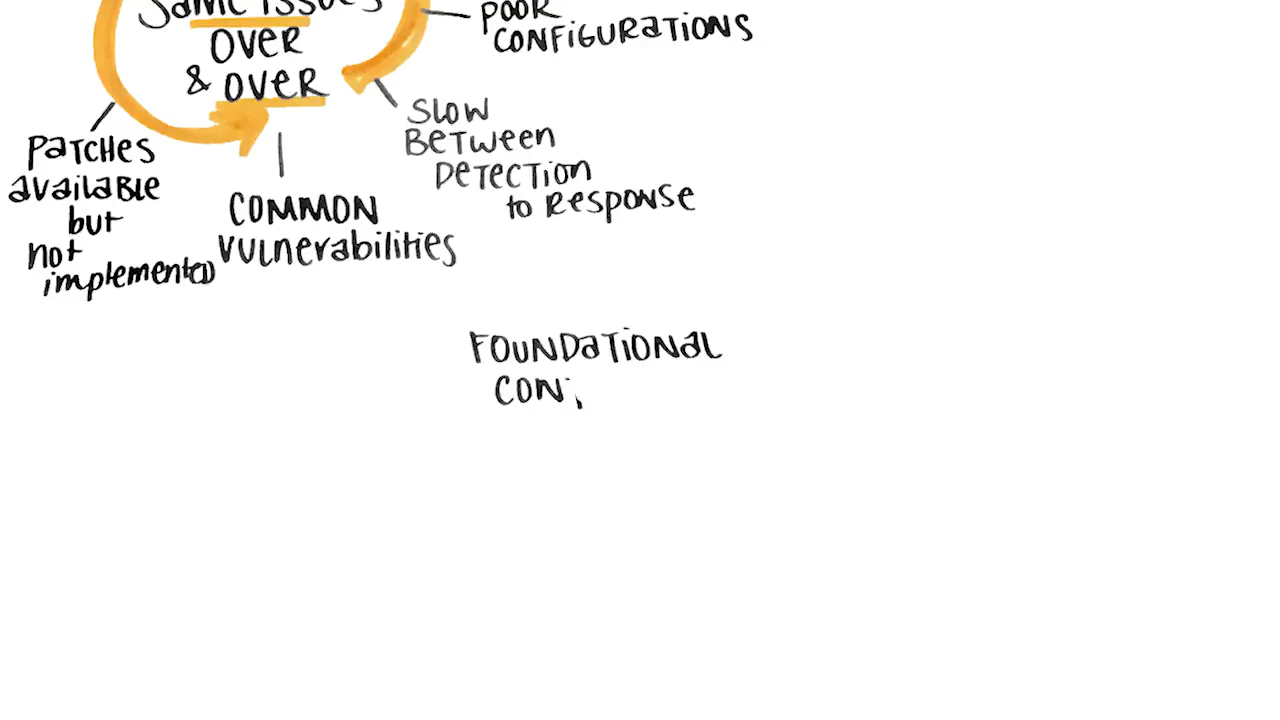 Same issues
OVER
& OVER
POOR
CONFIGURATIONS
SLOW
BETWEEN
DETECTION
to RESPONSE
PATCHES
available
but
not
implemented
COMMON
vulnerabilities
FOUNDATIONAL
CON